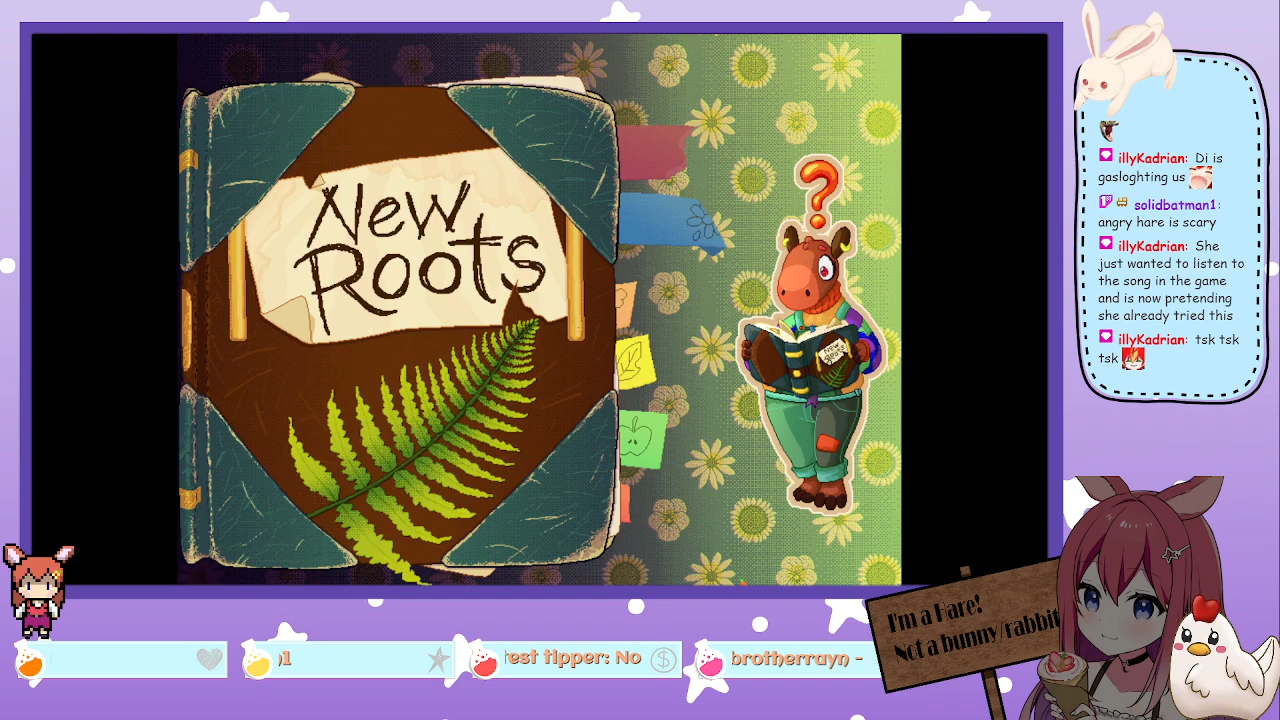 New
Roots
?
New
Roots
illyKadrian: Di is
gasloghting us
solidbatman1:
angry hare is scary
illyKadrian: She
just wanted to listen to
the song in the game
and is now pretending
she already tried this
illyKadrian: tsk tsk
tsk
I'm a Hare!
Not a bunny/rabbit
1
est tipper: No
brotherrayn -